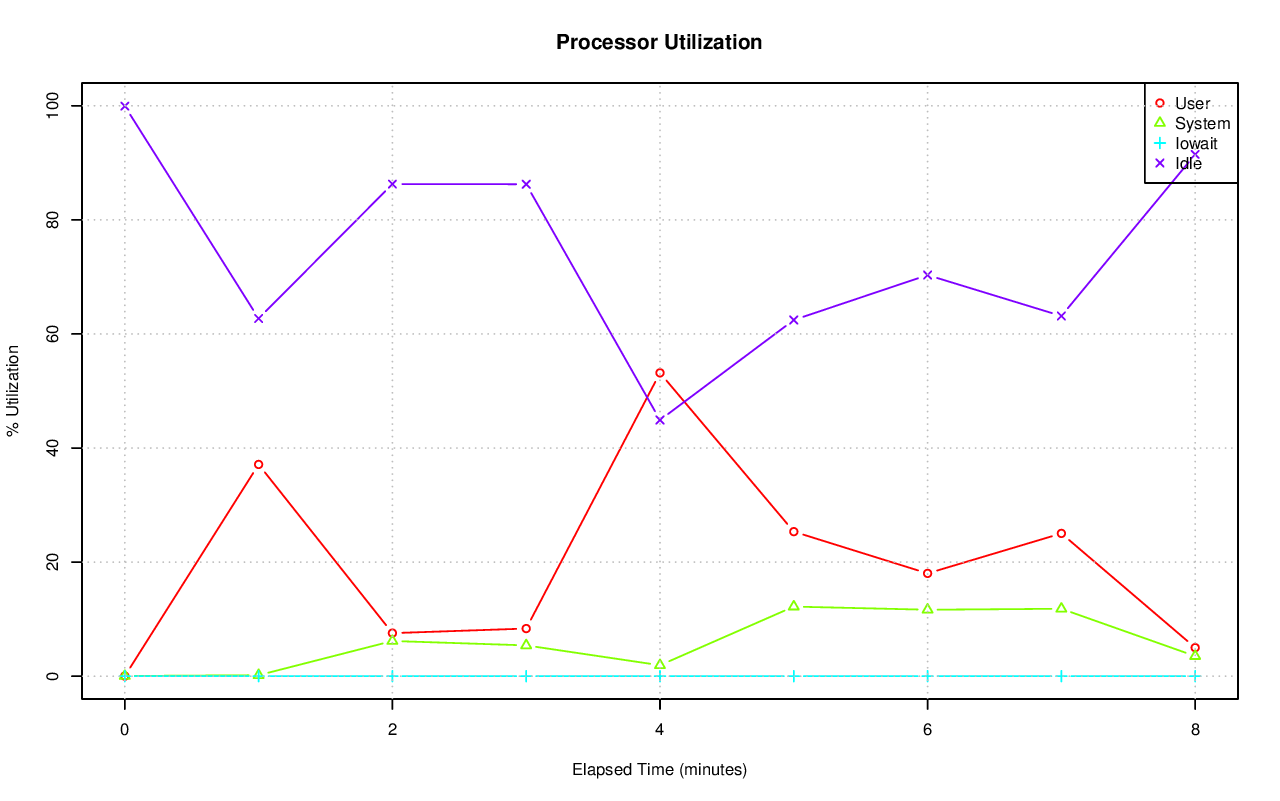 Processor Utilization
User
System
Iowait
Idle
% Utilization
100
80
60
40
20
0
0 2 4 6 8
Elapsed Time (minutes)